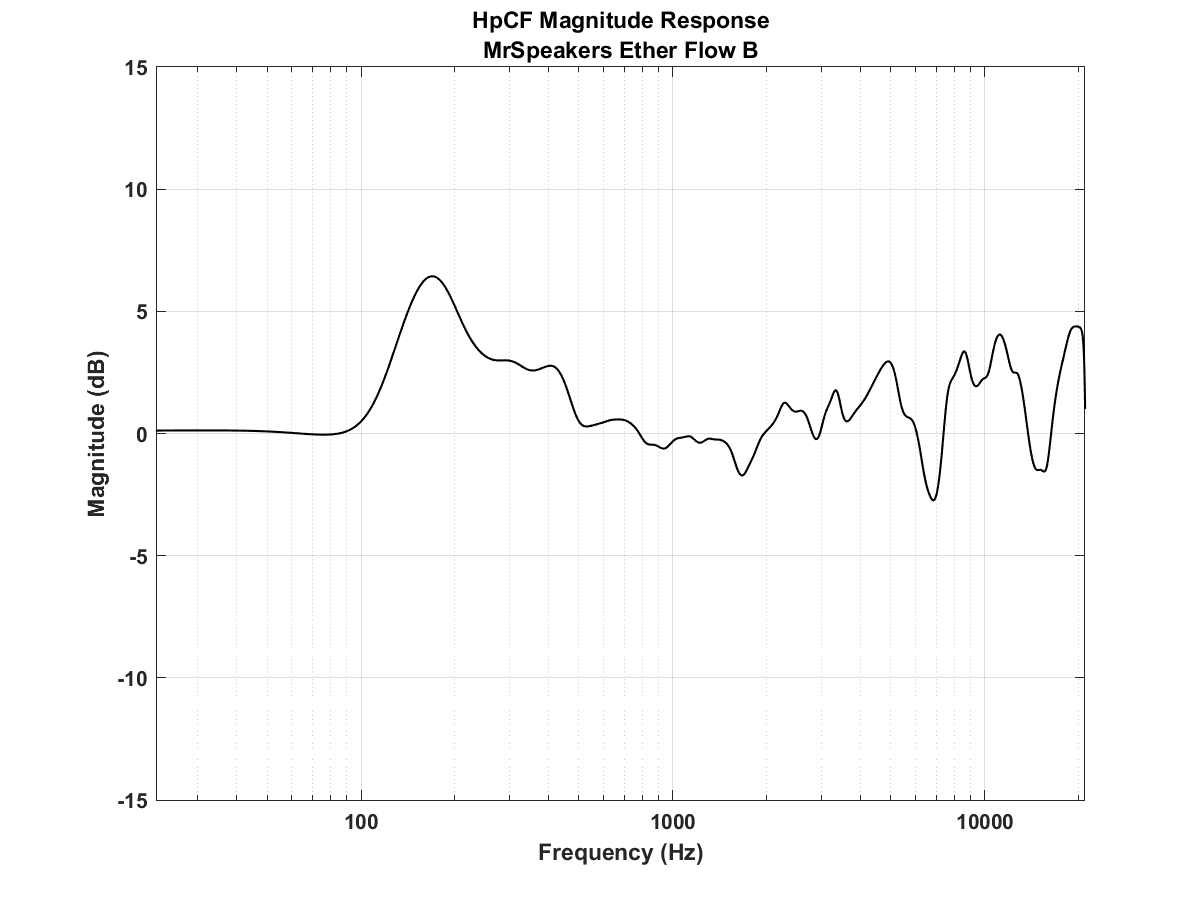 HpCF Magnitude Response
MrSpeakers Ether Flow B
15
10
5
0
-5
-10
-15
Magnitude (dB)
100
1000
10000
Frequency (Hz)